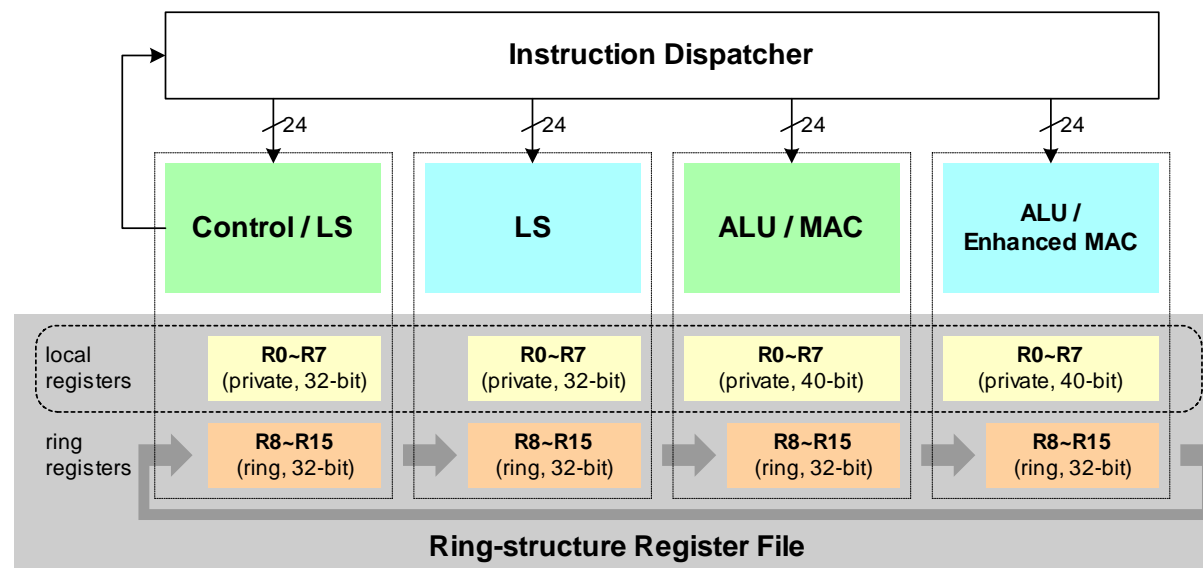 Instruction Dispatcher
24
24
24
24
Control / LS
LS
ALU / MAC
ALU /
Enhanced MAC
local
registers
R0~R7
(private, 32-bit)
R0~R7
(private, 32-bit)
R0~R7
(private, 40-bit)
R0~R7
(private, 40-bit)
ring
registers
R8~R15
(ring, 32-bit)
R8~R15
(ring, 32-bit)
R8~R15
(ring, 32-bit)
R8~R15
(ring, 32-bit)
Ring-structure Register File